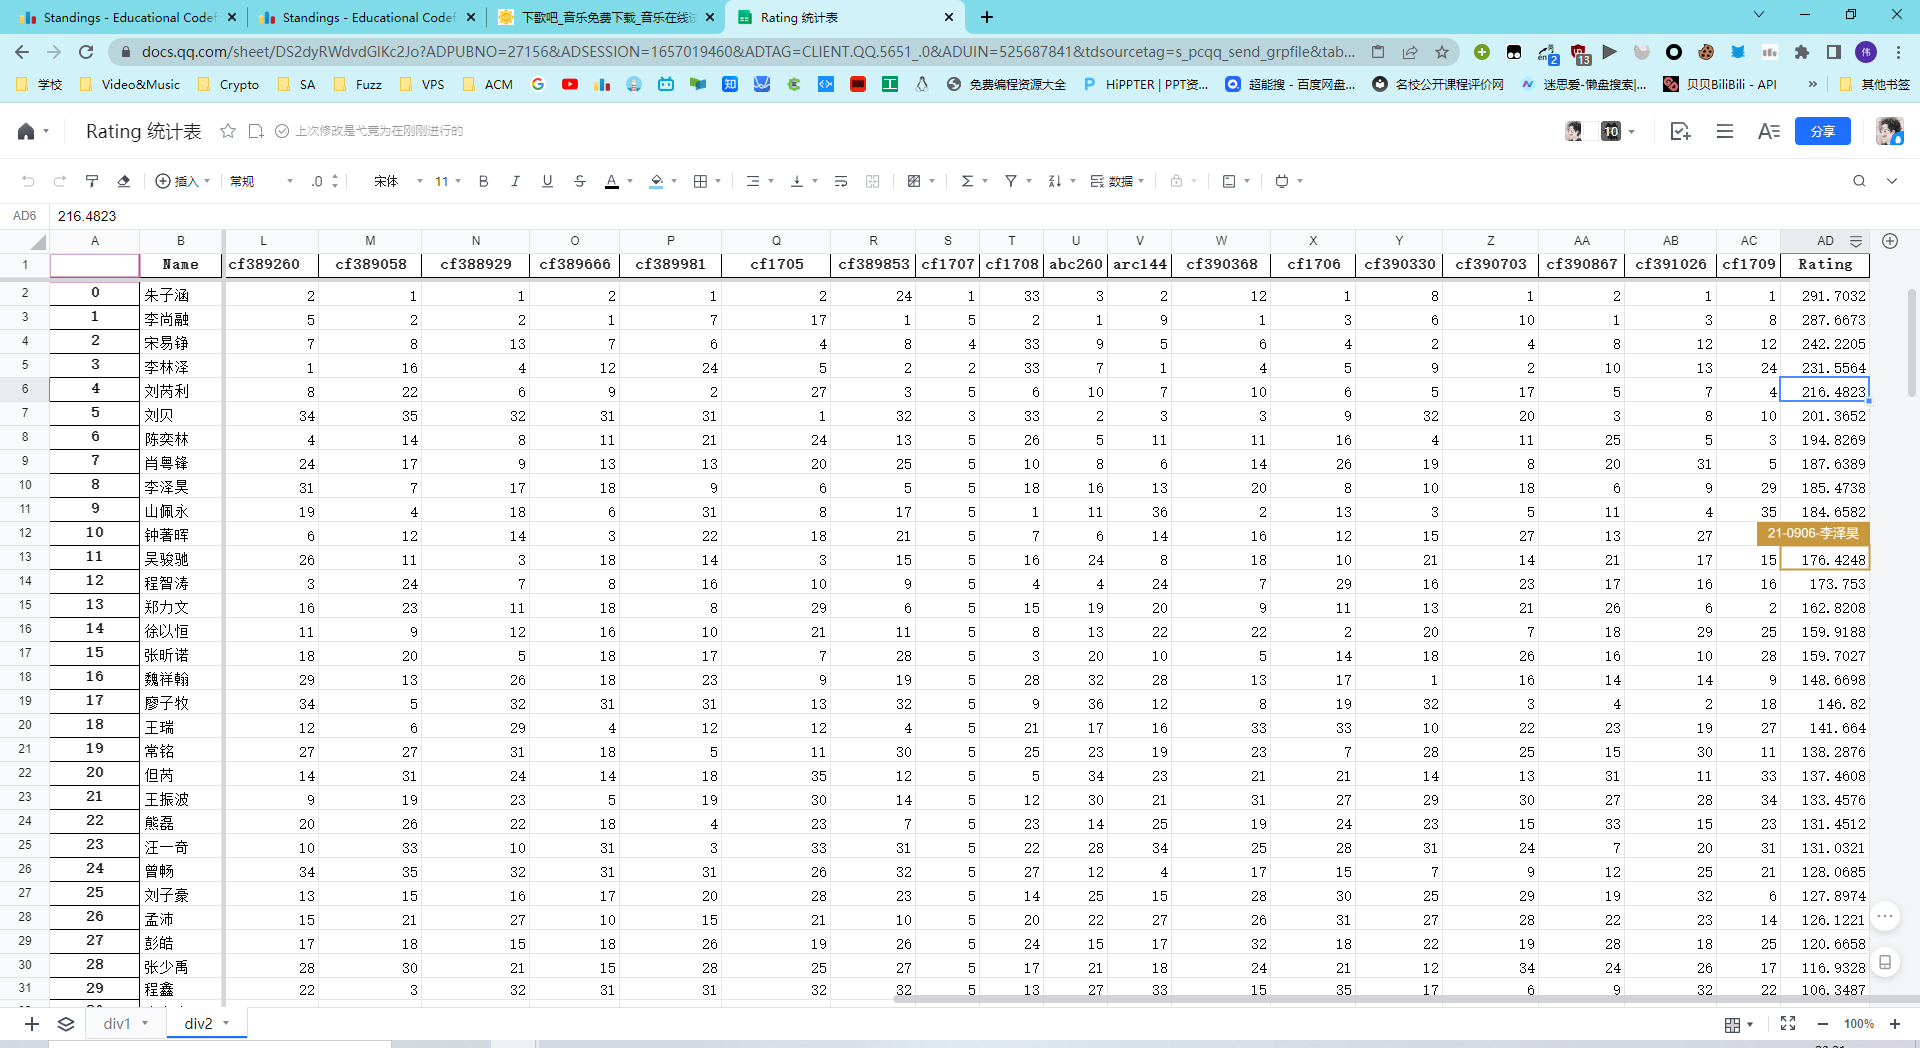 Standings - Educational Codef
Standings - Educational Codef
下歌吧_音乐免费下载_音乐在线试
Rating 统计表
docs.qq.com/sheet/DS2dyRWdvdGlKc2Jo?ADPUBNO=27156&ADSESSION=1657019460&ADTAG=CLIENT.QQ.5651_.0&ADUIN=525687841&tdsourcetag=s_pcqq_send_grpfile&tab...
2
13
伟
学校 Video&Music Crypto SA Fuzz VPS ACM 免费编程资源大全 HiPPTER | PPT资... 超能搜 - 百度网盘... 名校公开课程评价网 迷思爱-懒盘搜索|... 贝贝BiliBili - API » 其他书签
Rating 统计表 上次修改是弋竞为在刚刚进行的 10 分享
插入 常规 .0 宋体 11 B I U S A 数据
AD6 216.4823
A B L M N O P Q R S T U V W X Y Z AA AB AC AD
1 Name cf389260 cf389058 cf388929 cf389666 cf389981 cf1705 cf389853 cf1707 cf1708 abc260 arc144 cf390368 cf1706 cf390330 cf390703 cf390867 cf391026 cf1709 Rating
2 0 朱子涵 2 1 1 2 1 2 24 1 33 3 2 12 1 8 1 2 1 1 291.7032
3 1 李尚融 5 2 2 1 7 17 1 5 2 1 9 1 3 6 10 1 3 8 287.6673
4 2 宋易铮 7 8 13 7 6 4 8 4 33 9 5 6 4 2 4 8 12 12 242.2205
5 3 李林泽 1 16 4 12 24 5 2 2 33 7 1 4 5 9 2 10 13 24 231.5564
6 4 刘芮利 8 22 6 9 2 27 3 5 6 10 7 10 6 5 17 5 7 4 216.4823
7 5 刘贝 34 35 32 31 31 1 32 3 33 2 3 3 9 32 20 3 8 10 201.3652
8 6 陈奕林 4 14 8 11 21 24 13 5 26 5 11 11 16 4 11 25 5 3 194.8269
9 7 肖粤锋 24 17 9 13 13 20 25 5 10 8 6 14 26 19 8 20 31 5 187.6389
10 8 李泽昊 31 7 17 18 9 6 5 5 18 16 13 20 8 10 18 6 9 29 185.4738
11 9 山佩永 19 4 18 6 31 8 17 5 1 11 36 2 13 3 5 11 4 35 184.6582
12 10 钟著晖 6 12 14 3 22 18 21 5 7 6 14 16 12 15 27 13 27 21-0906-李泽昊
13 11 吴骏驰 26 11 3 18 14 3 15 5 16 24 8 18 10 21 14 21 17 15 176.4248
14 12 程智涛 3 24 7 8 16 10 9 5 4 4 24 7 29 16 23 17 16 16 173.753
15 13 郑力文 16 23 11 18 8 29 6 5 15 19 20 9 11 13 21 26 6 2 162.8208
16 14 徐以恒 11 9 12 16 10 21 11 5 8 13 22 22 2 20 7 18 29 25 159.9188
17 15 张昕诺 18 20 5 18 17 7 28 5 3 20 10 5 14 18 26 16 10 28 159.7027
18 16 魏祥翰 29 13 26 18 23 9 19 5 28 32 28 13 17 1 16 14 14 9 148.6698
19 17 廖子牧 34 5 32 31 31 13 32 5 9 36 12 8 19 32 3 4 2 18 146.82
20 18 王瑞 12 6 29 4 12 12 4 5 21 17 16 33 33 10 22 23 19 27 141.664
21 19 常铭 27 27 31 18 5 11 30 5 25 23 19 23 7 28 25 15 30 11 138.2876
22 20 但芮 14 31 24 14 18 35 12 5 5 34 23 21 21 14 13 31 11 33 137.4608
23 21 王振波 9 19 23 5 19 30 14 5 12 30 21 31 27 29 30 27 28 34 133.4576
24 22 熊磊 20 26 22 18 4 23 7 5 23 14 25 19 24 23 15 33 15 23 131.4512
25 23 汪一奇 10 33 10 31 3 33 31 5 22 28 34 25 28 31 24 7 20 31 131.0321
26 24 曾畅 34 35 32 31 31 26 32 5 27 12 4 17 15 7 9 12 25 21 128.0685
27 25 刘子豪 13 15 16 17 20 28 23 5 14 25 15 28 30 25 29 19 32 6 127.8974
28 26 孟沛 15 21 27 10 15 21 10 5 20 22 27 26 31 27 28 22 23 14 126.1221
29 27 彭皓 17 18 15 18 26 19 26 5 24 15 17 32 18 22 19 28 18 25 120.6658
30 28 张少禹 28 30 21 15 28 25 27 5 17 21 18 24 21 12 34 24 26 17 116.9328
31 29 程鑫 22 3 32 31 31 32 32 5 13 27 33 15 35 17 6 9 32 22 106.3487
div1 div2 100%